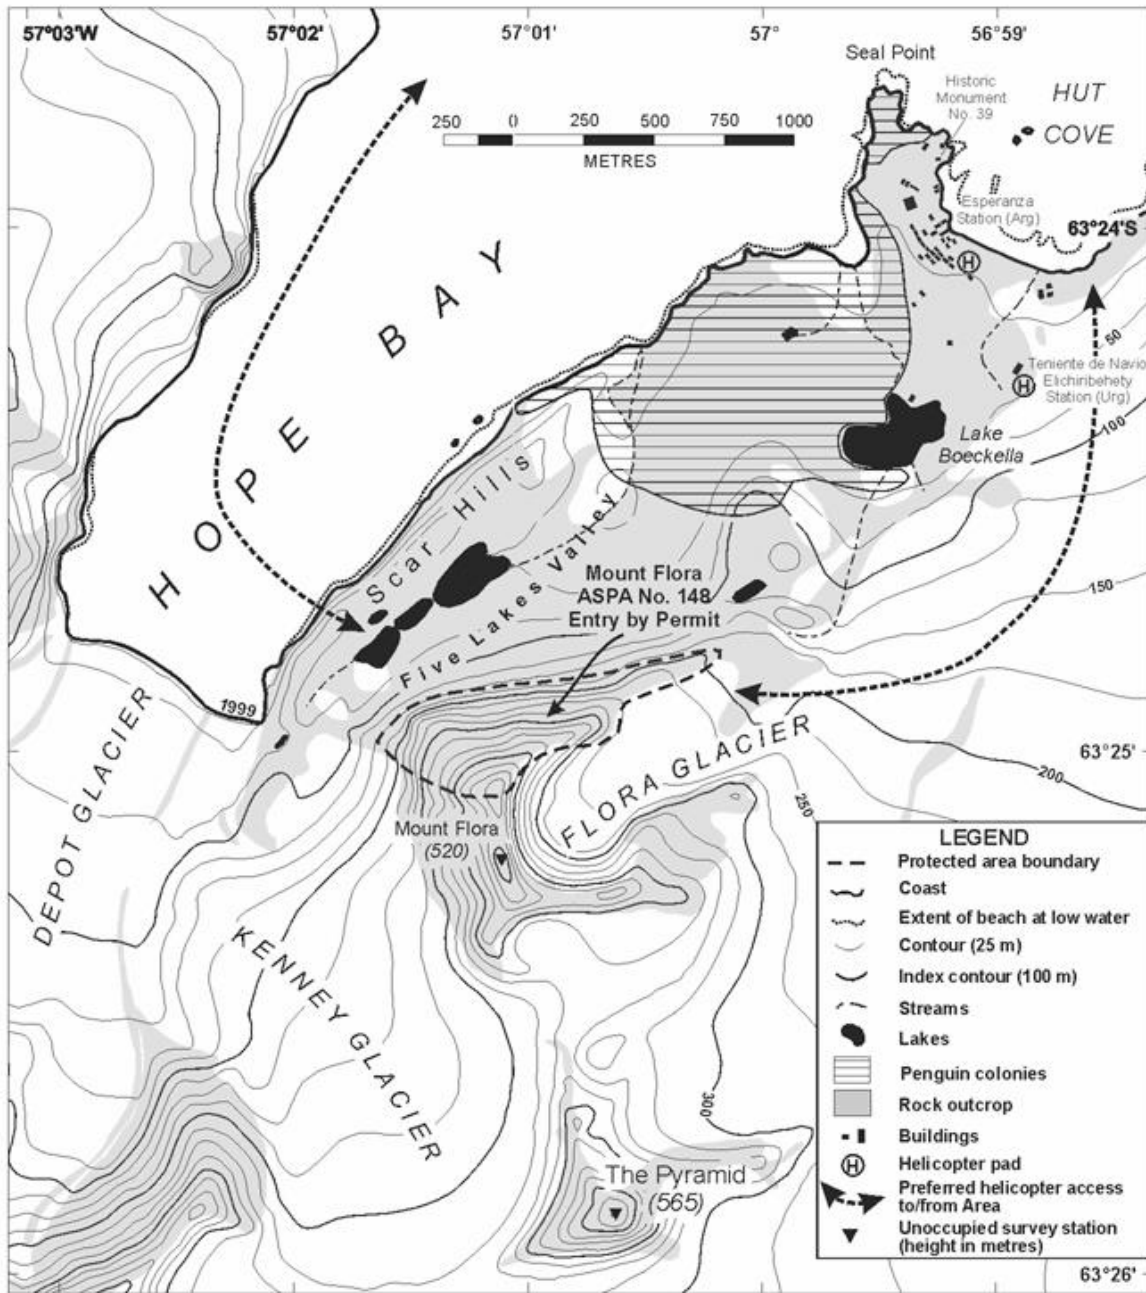 57°03'W
57°02'
57°01'
57°
56°59'
Seal Point
Historic
Monument
No. 39
HUT
COVE
250 0 250 500 750 1000
METRES
Esperanza
Station (Arg)
63°24'S
H
HOPE BAY
50
Teniente de Navio
Elichiribehety
Station (Urg)
H
100
Lake
Boeckella
Scar Hills
Five Lakes Valley
Mount Flora
ASPA No. 148
Entry by Permit
150
1999
63°25'
200
250
DEPOT GLACIER
FLORA GLACIER
Mount Flora
(520)
KENNEY GLACIER
300
The Pyramid
(565)
63°26'
LEGEND
Protected area boundary
Coast
Extent of beach at low water
Contour (25 m)
Index contour (100 m)
Streams
Lakes
Penguin colonies
Rock outcrop
Buildings
H Helicopter pad
Preferred helicopter access
to/from Area
Unoccupied survey station
(height in metres)